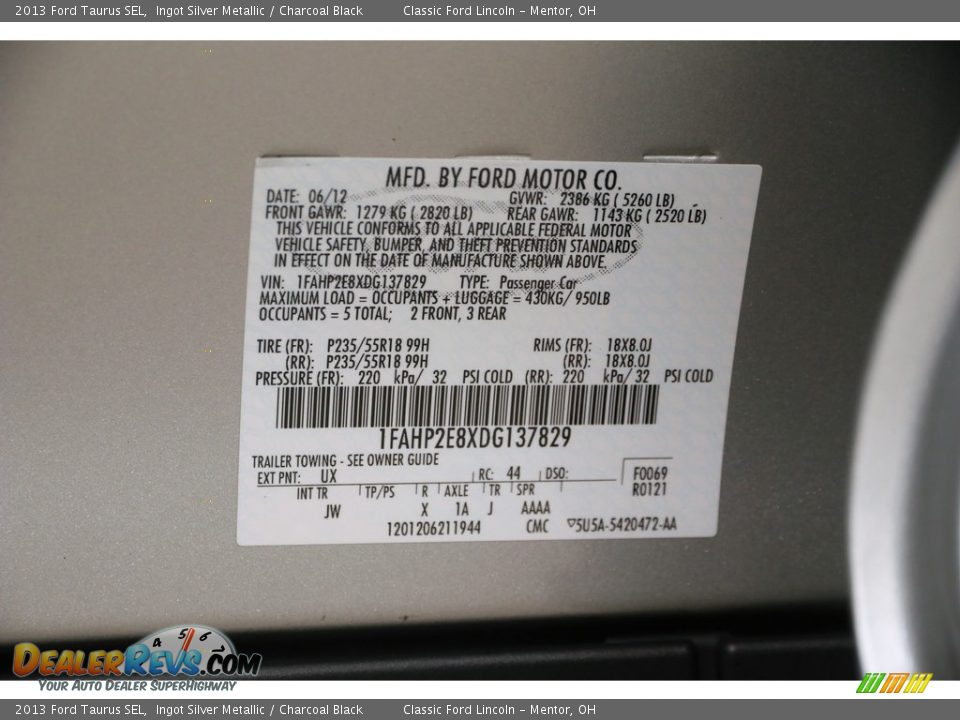 2013 Ford Taurus SEL,  Ingot Silver Metallic / Charcoal Black  Classic Ford Lincoln - Mentor, OH
MFD. BY FORD MOTOR CO.
DATE: 06/12  GVWR: 2386 KG ( 5260 LB)
FRONT GAWR: 1279 KG ( 2820 LB)  REAR GAWR: 1143 KG ( 2520 LB)
THIS VEHICLE CONFORMS TO ALL APPLICABLE FEDERAL MOTOR
VEHICLE SAFETY, BUMPER, AND THEFT PREVENTION STANDARDS
IN EFFECT ON THE DATE OF MANUFACTURE SHOWN ABOVE.
VIN: 1FAHP2E8XDG137829  TYPE: Passenger Car
MAXIMUM LOAD = OCCUPANTS + LUGGAGE = 430KG/ 950LB
OCCUPANTS = 5 TOTAL; 2 FRONT, 3 REAR
TIRE (FR): P235/55R18 99H  RIMS (FR): 18X8.0J
(RR): P235/55R18 99H  (RR): 18X8.0J
PRESSURE (FR): 220 kPa/ 32 PSI COLD (RR): 220 kPa/ 32 PSI COLD
1FAHP2E8XDG137829
TRAILER TOWING - SEE OWNER GUIDE
EXT PNT: UX  RC: 44  DSO:  F0069
INT TR  TP/PS  R  AXLE  TR  SPR  R0121
JW  X  1A  J  AAAA
1201206211944  CMC  5U5A-5420472-AA
4 5 6
DealerRevs.com
Your Auto Dealer SuperHighway
2013 Ford Taurus SEL,  Ingot Silver Metallic / Charcoal Black  Classic Ford Lincoln - Mentor, OH